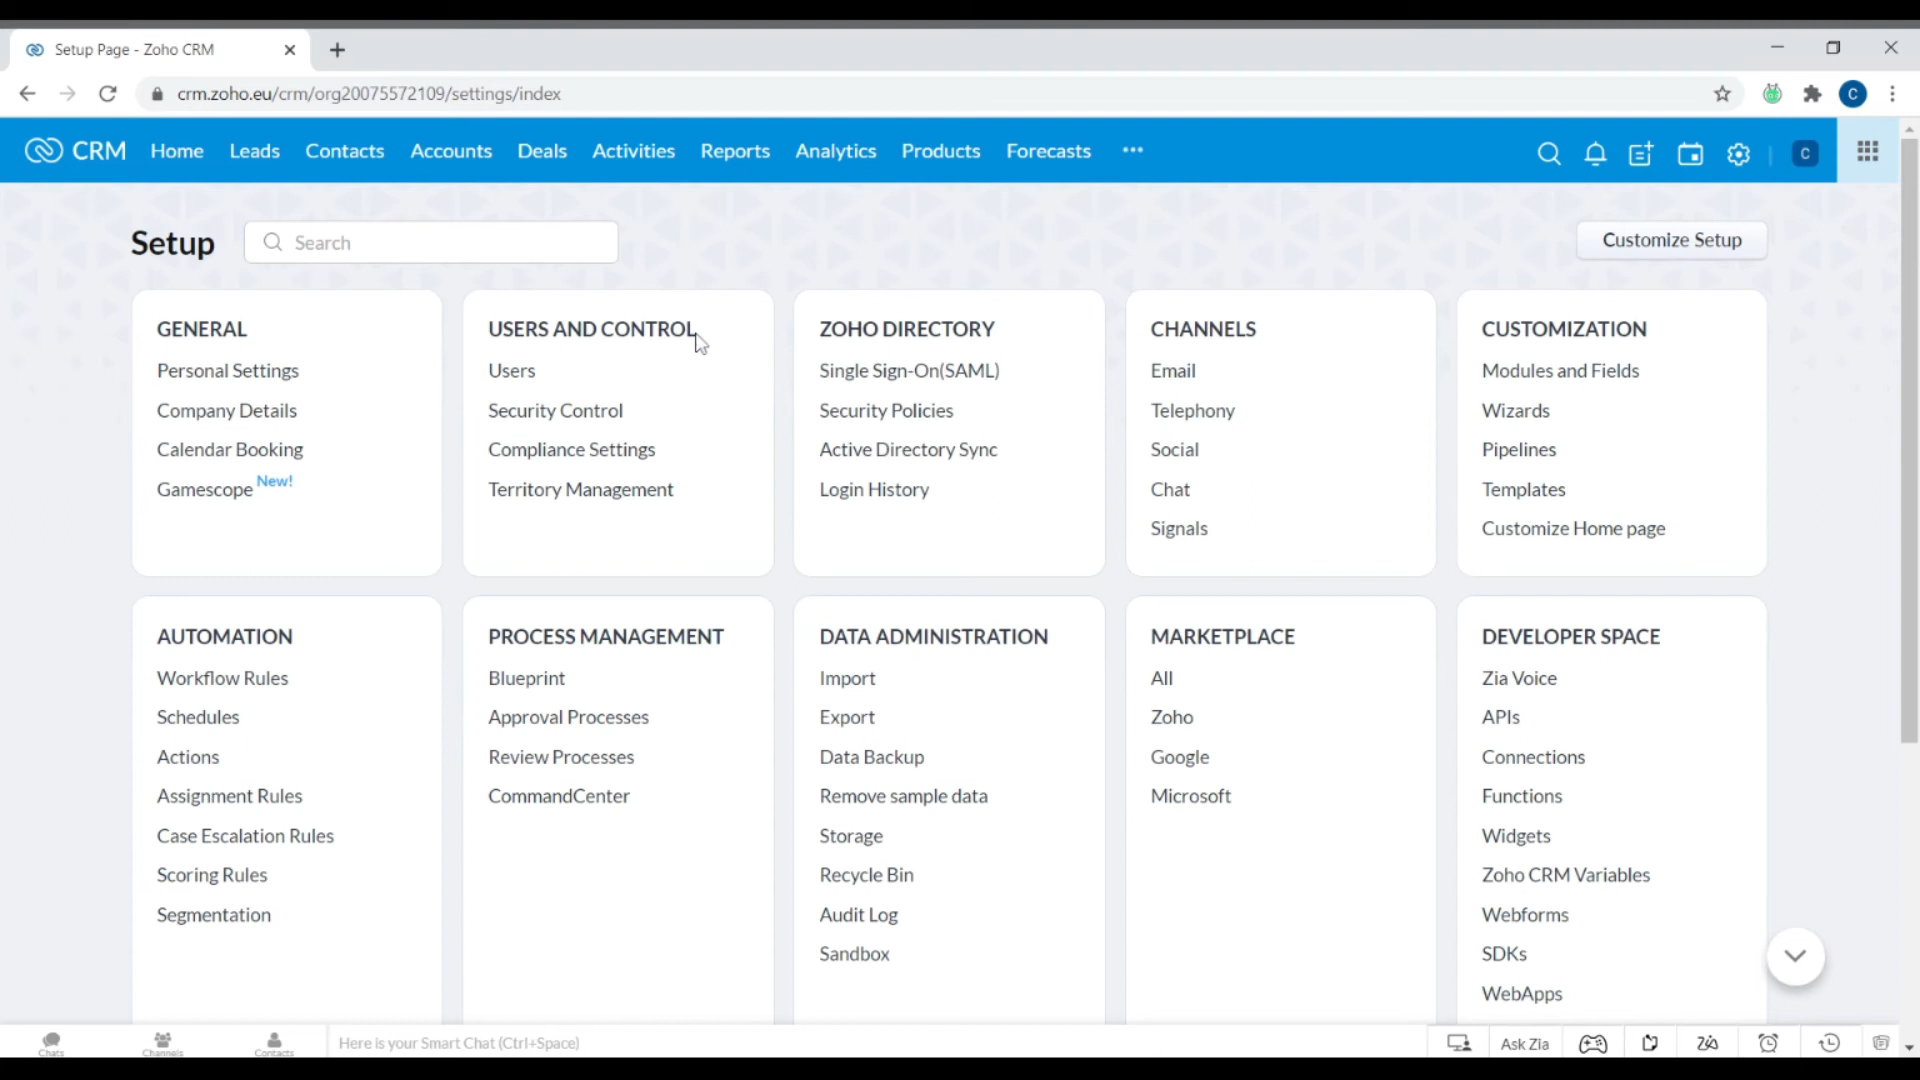 Setup Page - Zoho CRM
crm.zoho.eu/crm/org20075572109/settings/index
C
CRM Home Leads Contacts Accounts Deals Activities Reports Analytics Products Forecasts
C
Setup
Search
Customize Setup
GENERAL
Personal Settings
Company Details
Calendar Booking
Gamescope New!
USERS AND CONTROL
Users
Security Control
Compliance Settings
Territory Management
ZOHO DIRECTORY
Single Sign-On(SAML)
Security Policies
Active Directory Sync
Login History
CHANNELS
Email
Telephony
Social
Chat
Signals
CUSTOMIZATION
Modules and Fields
Wizards
Pipelines
Templates
Customize Home page
AUTOMATION
Workflow Rules
Schedules
Actions
Assignment Rules
Case Escalation Rules
Scoring Rules
Segmentation
PROCESS MANAGEMENT
Blueprint
Approval Processes
Review Processes
CommandCenter
DATA ADMINISTRATION
Import
Export
Data Backup
Remove sample data
Storage
Recycle Bin
Audit Log
Sandbox
MARKETPLACE
All
Zoho
Google
Microsoft
DEVELOPER SPACE
Zia Voice
APIs
Connections
Functions
Widgets
Zoho CRM Variables
Webforms
SDKs
WebApps
Chats
Channels
Contacts
Here is your Smart Chat (Ctrl+Space)
Ask Zia